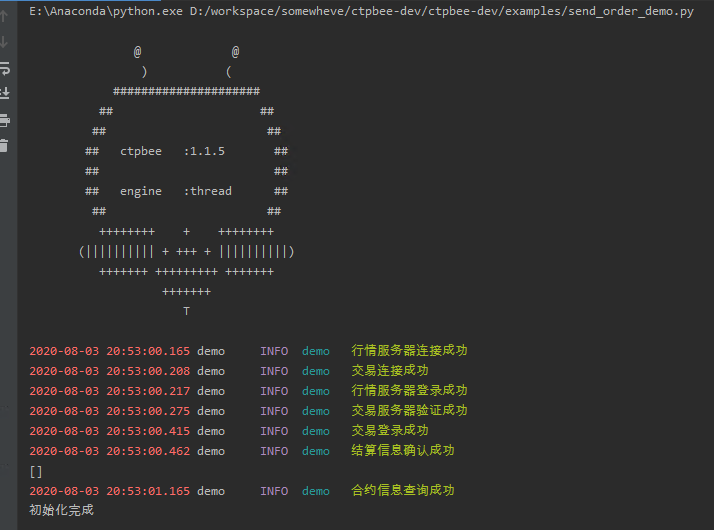 E:\Anaconda\python.exe D:/workspace/somewheve/ctpbee-dev/ctpbee-dev/examples/send_order_demo.py
@ @
) (
#####################
## ##
## ##
## ctpbee :1.1.5 ##
## ##
## engine :thread ##
## ##
++++++++ + ++++++++
(|||||||||| + +++ + ||||||||||)
+++++++ +++++++++ +++++++
+++++++
T
2020-08-03 20:53:00.165 demo INFO demo 行情服务器连接成功
2020-08-03 20:53:00.208 demo INFO demo 交易连接成功
2020-08-03 20:53:00.217 demo INFO demo 行情服务器登录成功
2020-08-03 20:53:00.275 demo INFO demo 交易服务器验证成功
2020-08-03 20:53:00.415 demo INFO demo 交易登录成功
2020-08-03 20:53:00.462 demo INFO demo 结算信息确认成功
[]
2020-08-03 20:53:01.165 demo INFO demo 合约信息查询成功
初始化完成